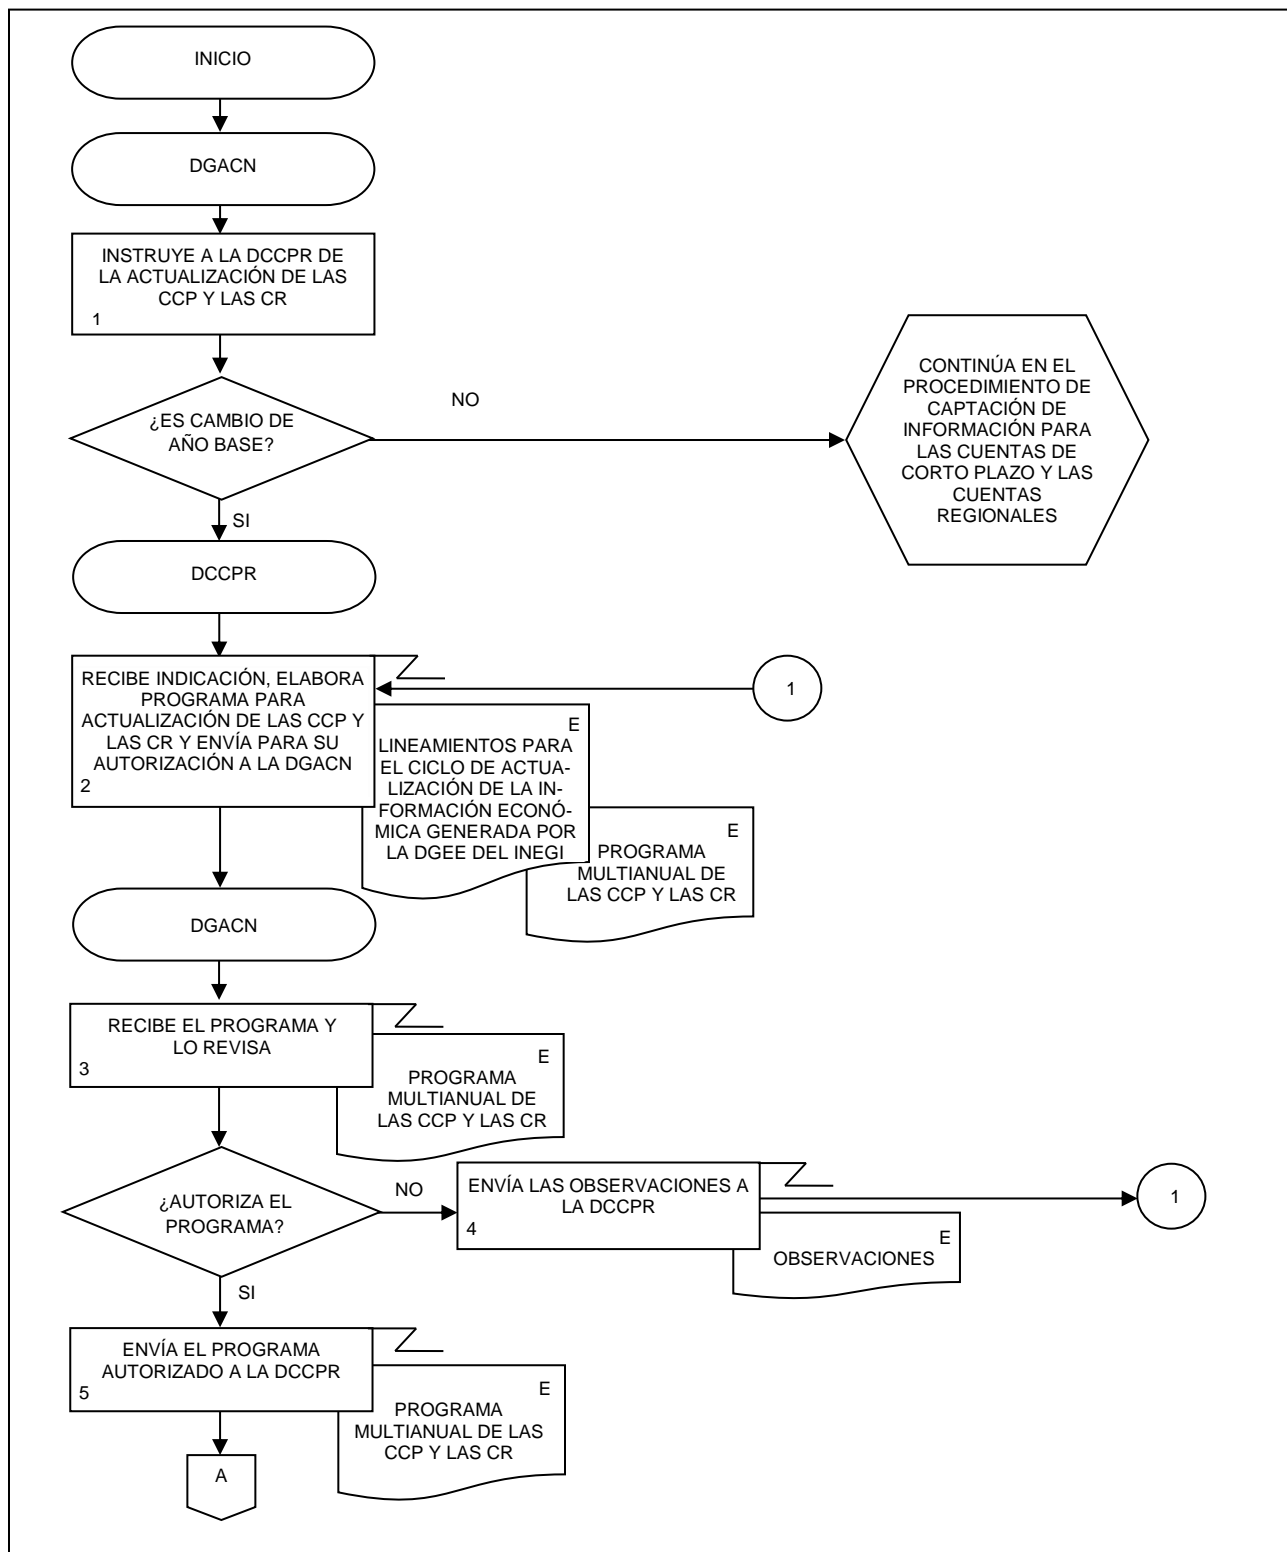 INICIO
DGACN
INSTRUYE A LA DCCPR DE
LA ACTUALIZACIÓN DE LAS
CCP Y LAS CR
1
¿ES CAMBIO DE
AÑO BASE?
NO
CONTINÚA EN EL
PROCEDIMIENTO DE
CAPTACIÓN DE
INFORMACIÓN PARA
LAS CUENTAS DE
CORTO PLAZO Y LAS
CUENTAS
REGIONALES
SI
DCCPR
RECIBE INDICACIÓN, ELABORA
PROGRAMA PARA
ACTUALIZACIÓN DE LAS CCP Y
LAS CR Y ENVÍA PARA SU
AUTORIZACIÓN A LA DGACN
2
1
E
LINEAMIENTOS PARA
EL CICLO DE ACTUA-
LIZACIÓN DE LA IN-
FORMACIÓN ECONÓ-
MICA GENERADA POR
LA DGEE DEL INEGI
E
PROGRAMA
MULTIANUAL DE
LAS CCP Y LAS CR
DGACN
RECIBE EL PROGRAMA Y
LO REVISA
3
E
PROGRAMA
MULTIANUAL DE
LAS CCP Y LAS CR
¿AUTORIZA EL
PROGRAMA?
NO
ENVÍA LAS OBSERVACIONES A
LA DCCPR
4
1
E
OBSERVACIONES
SI
ENVÍA EL PROGRAMA
AUTORIZADO A LA DCCPR
5
E
PROGRAMA
MULTIANUAL DE LAS
CCP Y LAS CR
A